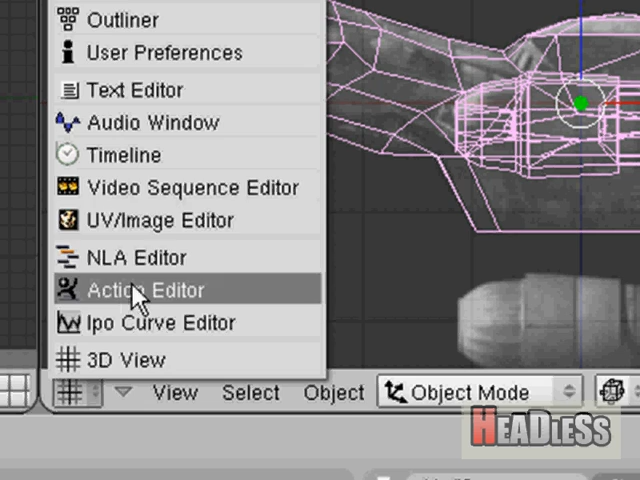 Outliner
User Preferences
Text Editor
Audio Window
Timeline
Video Sequence Editor
UV/Image Editor
NLA Editor
Action Editor
Ipo Curve Editor
3D View
View Select Object Object Mode
HEADLESS